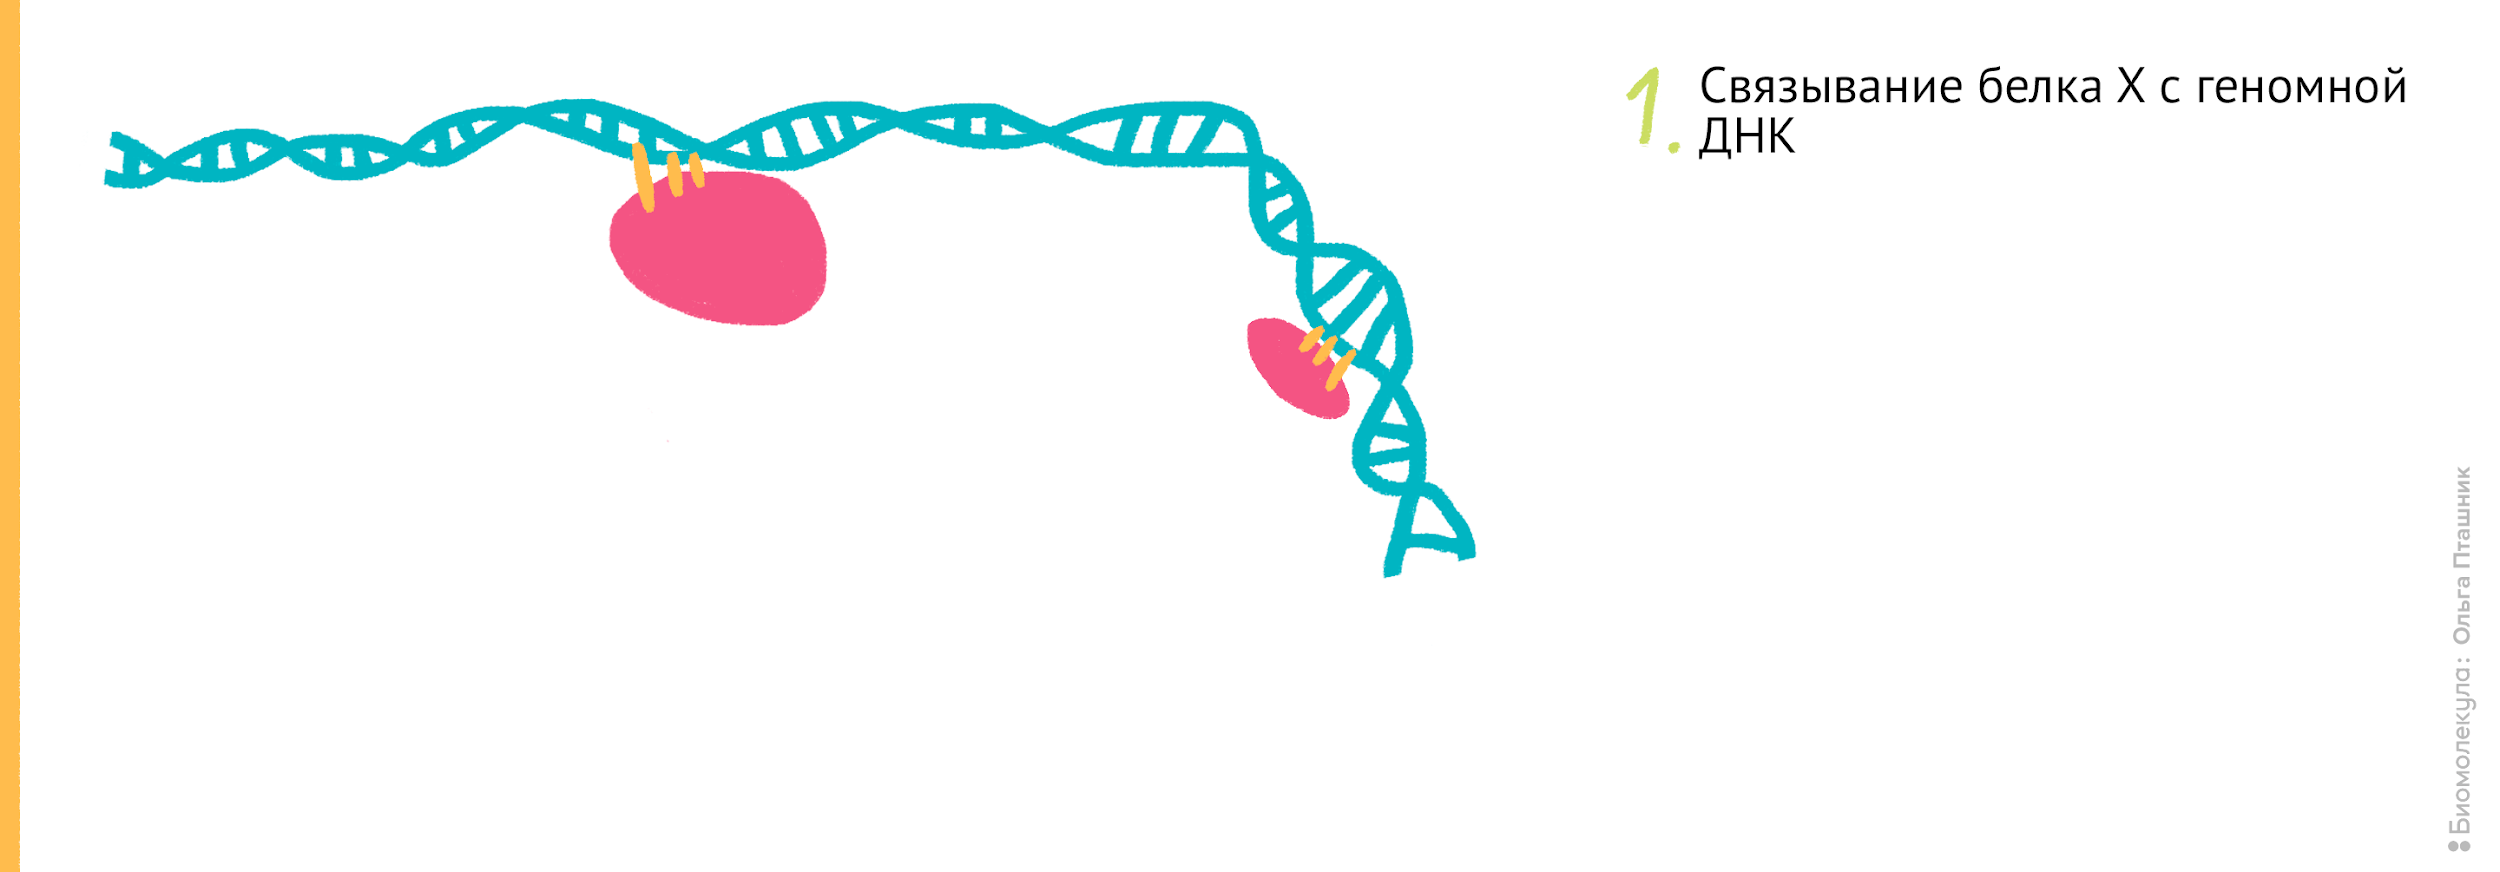 1. Связывание белка X с геномной
ДНК
Биомолекула: Ольга Пташник